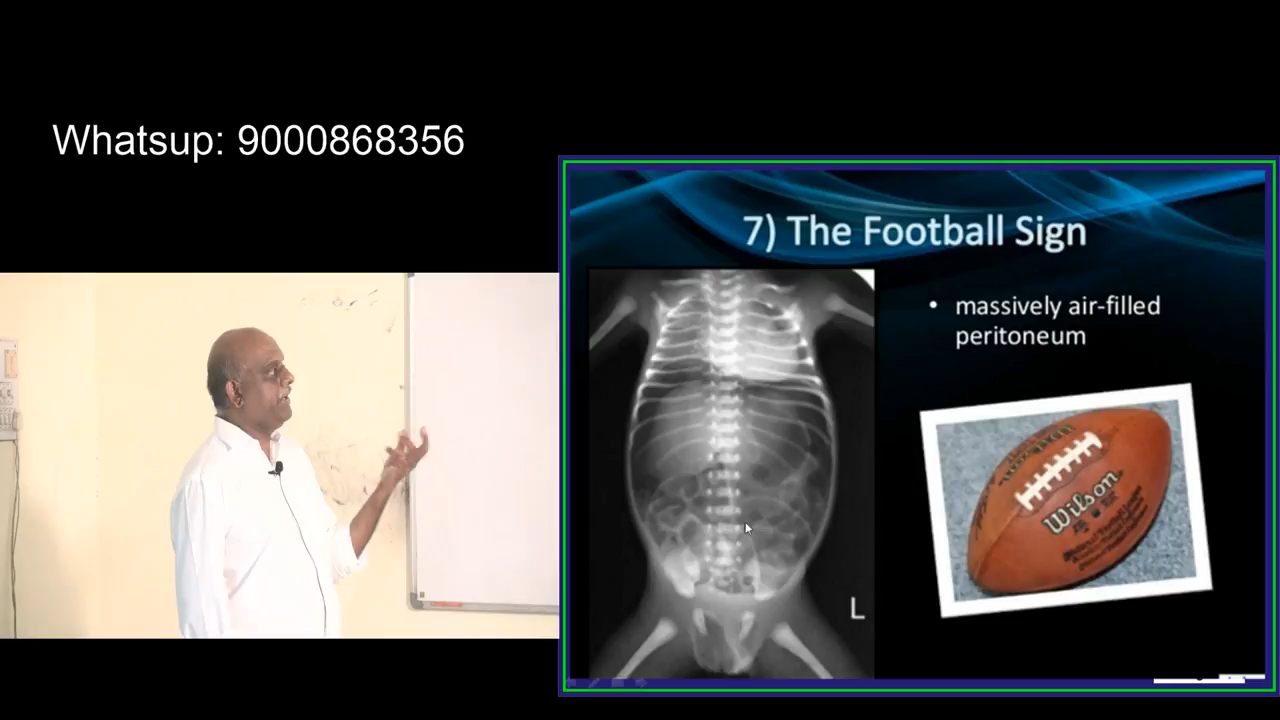 Whatsup: 9000868356
7) The Football Sign
• massively air-filled
peritoneum
Wilson
L